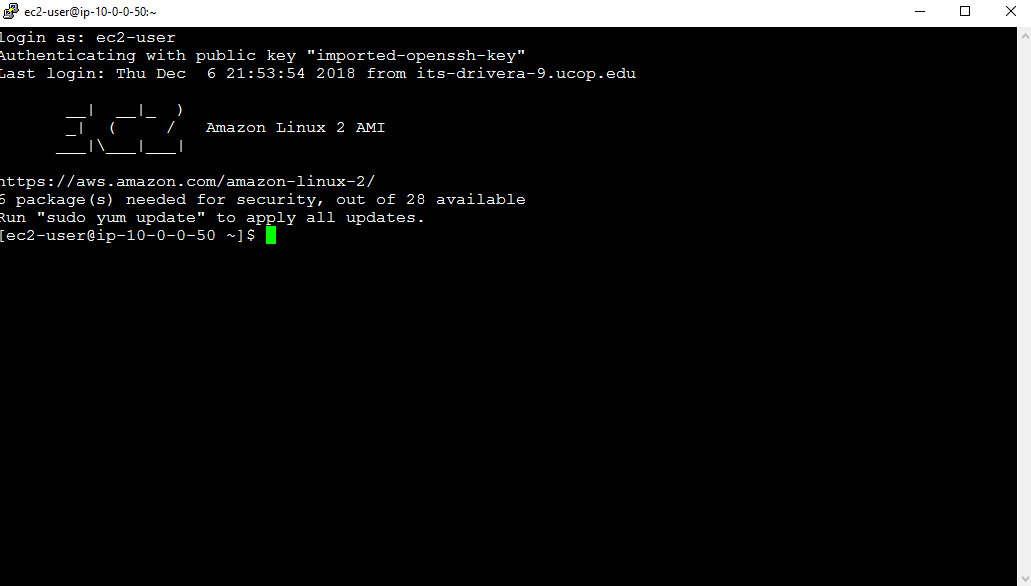 ec2-user@ip-10-0-0-50:~
login as: ec2-user
Authenticating with public key "imported-openssh-key"
Last login: Thu Dec  6 21:53:54 2018 from its-drivera-9.ucop.edu
       __|  __|_  )
       _|  (     /   Amazon Linux 2 AMI
      ___|\___|___|
https://aws.amazon.com/amazon-linux-2/
6 package(s) needed for security, out of 28 available
Run "sudo yum update" to apply all updates.
[ec2-user@ip-10-0-0-50 ~]$